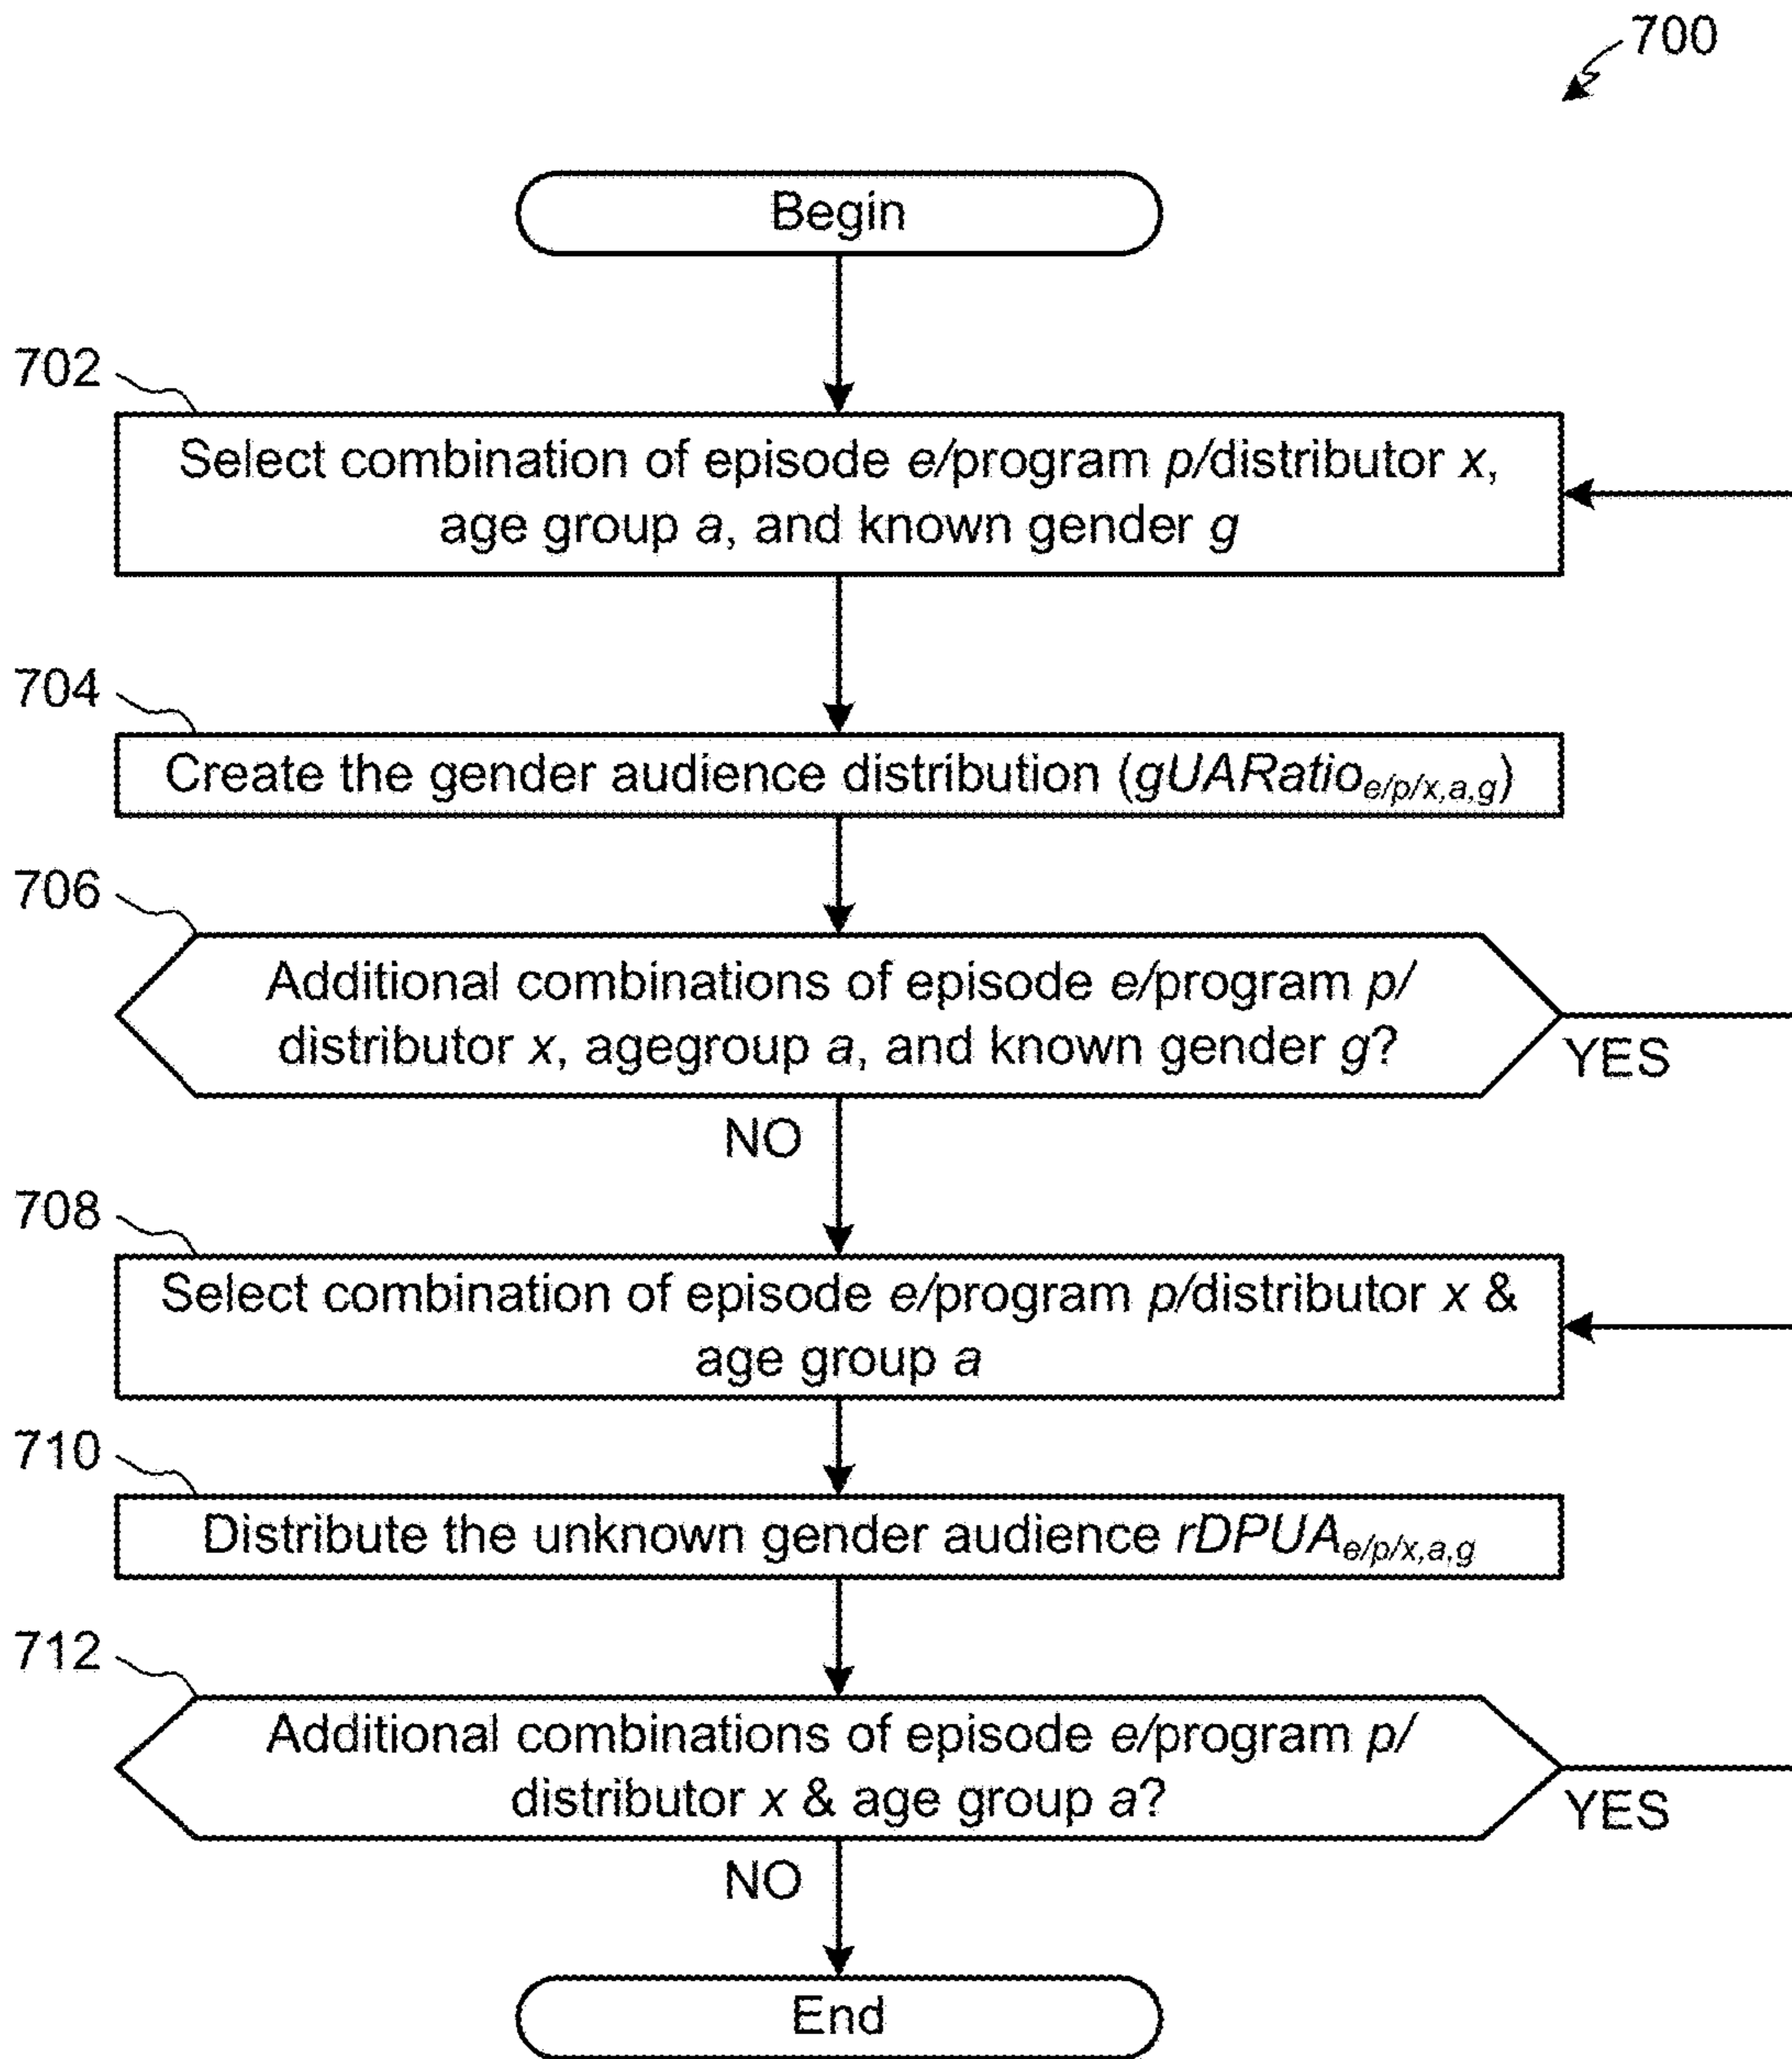 700
Begin
702
Select combination of episode e/program p/distributor x,
age group a, and known gender g
704
Create the gender audience distribution (gUARatioe/p/x,a,g)
706
Additional combinations of episode e/program p/
distributor x, agegroup a, and known gender g?
YES
NO
708
Select combination of episode e/program p/distributor x &
age group a
710
Distribute the unknown gender audience rDPUAe/p/x,a,g
712
Additional combinations of episode e/program p/
distributor x & age group a?
YES
NO
End